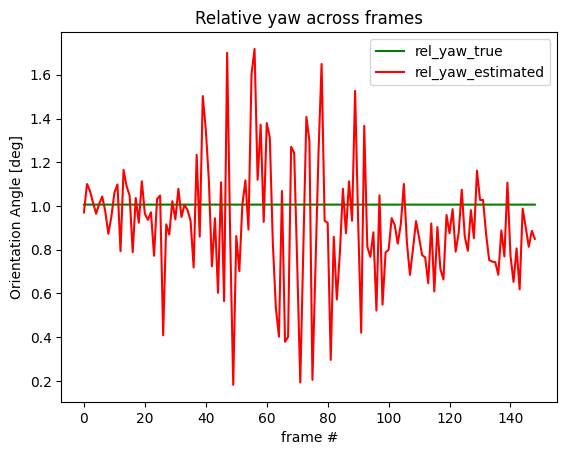 Relative yaw across frames
rel_yaw_true
rel_yaw_estimated
Orientation Angle [deg]
1.6
1.4
1.2
1.0
0.8
0.6
0.4
0.2
0 20 40 60 80 100 120 140
frame #